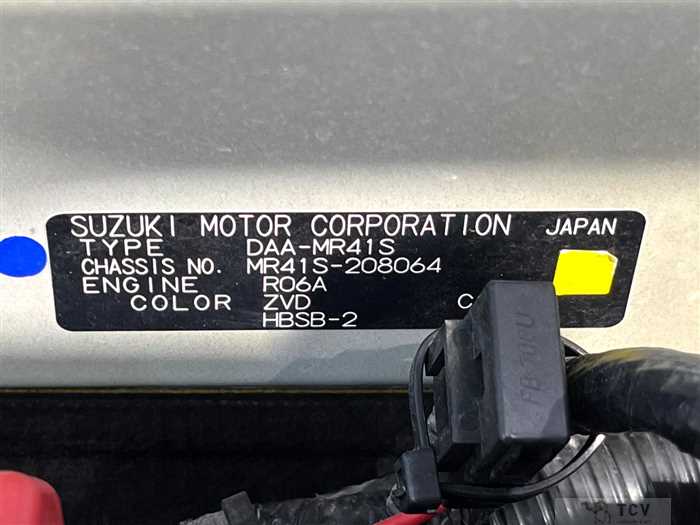 SUZUKI MOTOR CORPORATION JAPAN
TYPE DAA-MR41S
CHASSIS NO. MR41S-208064
ENGINE R06A
COLOR ZVD C
HBSB-2
TCV